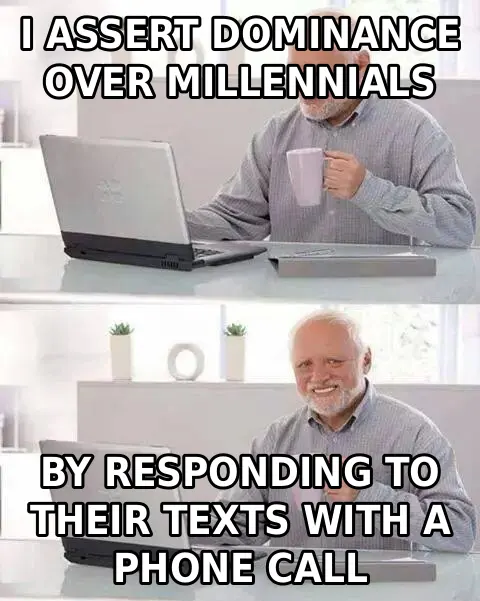 I ASSERT DOMINANCE
OVER MILLENNIALS
BY RESPONDING TO
THEIR TEXTS WITH A
PHONE CALL